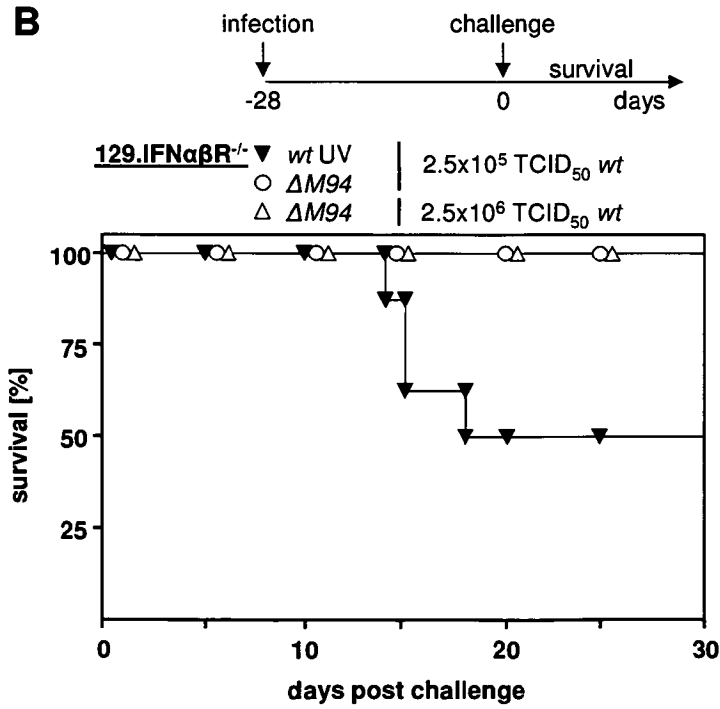 B
infection challenge
survival
-28 0 days
129.IFNαβR-/- ▼ wt UV
2.5x10⁵ TCID₅₀ wt
○ ΔM94
△ ΔM94 2.5x10⁶ TCID₅₀ wt
100
75
50
25
survival [%]
0 10 20 30
days post challenge